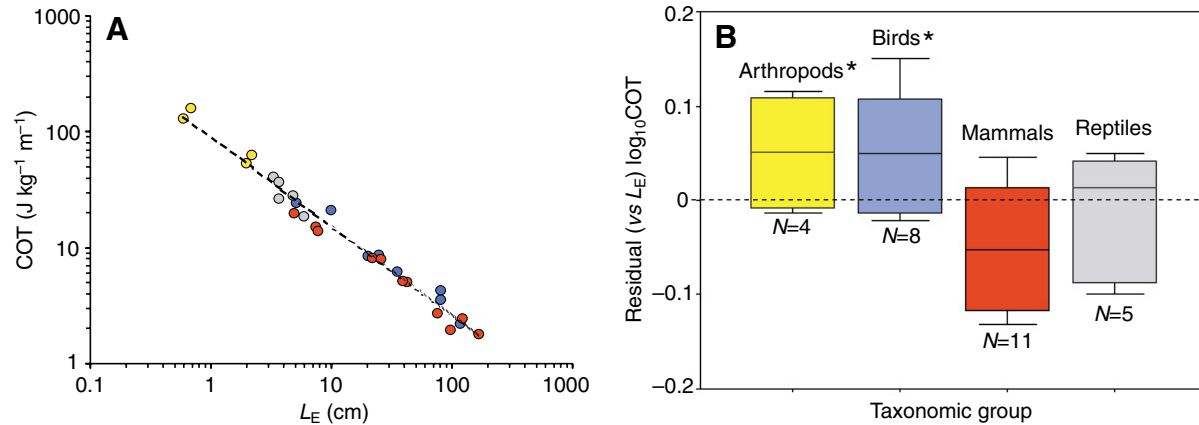 A
COT (J kg⁻¹ m⁻¹)
1000
100
10
1
0.1
1
10
100
1000
L_E (cm)
B
Residual (vs L_E) log₁₀COT
0.2
0.1
0
−0.1
−0.2
Arthropods*
Birds*
Mammals
Reptiles
N=4
N=8
N=11
N=5
Taxonomic group